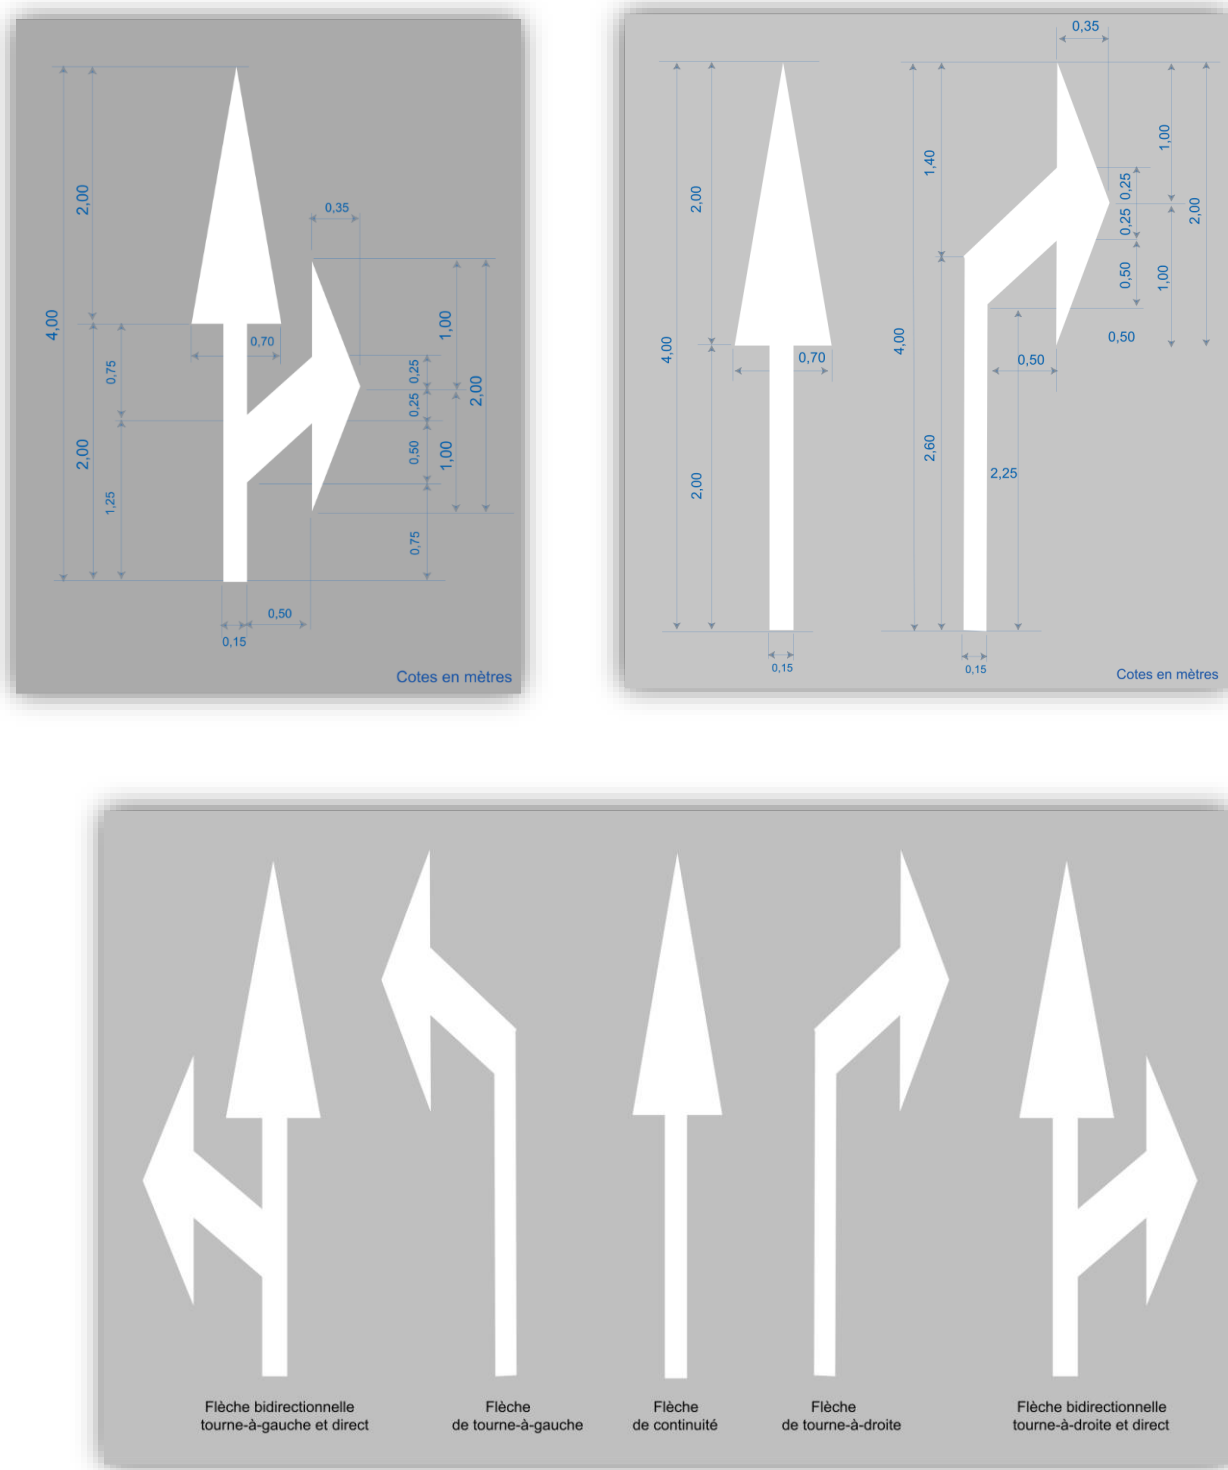 2,00
4,00
0,75
2,00
1,25
0,70
0,35
1,00
0,25
2,00
0,25
0,50
1,00
0,75
0,50
0,15
Cotes en mètres
2,00
4,00
0,70
2,00
0,15
0,35
1,40
1,00
0,25
2,00
0,25
0,50
1,00
4,00
0,50
0,50
2,60
2,25
0,15
Cotes en mètres
Flèche bidirectionnelle
tourne-à-gauche et direct
Flèche
de tourne-à-gauche
Flèche
de continuité
Flèche
de tourne-à-droite
Flèche bidirectionnelle
tourne-à-droite et direct